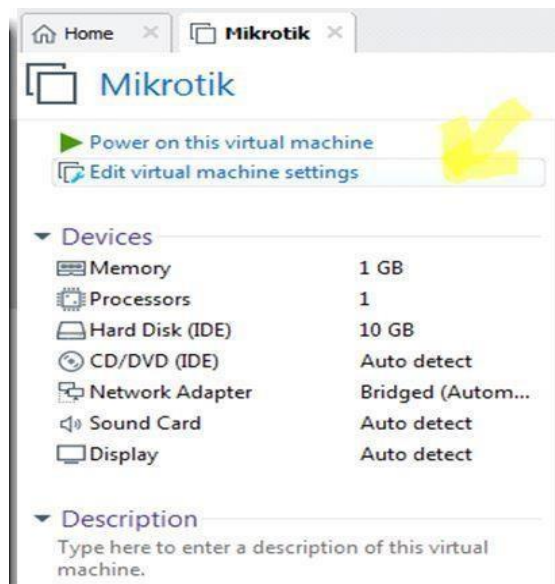 Home Mikrotik
Mikrotik
Power on this virtual machine
Edit virtual machine settings
Devices
Memory 1 GB
Processors 1
Hard Disk (IDE) 10 GB
CD/DVD (IDE) Auto detect
Network Adapter Bridged (Autom...
Sound Card Auto detect
Display Auto detect
Description
Type here to enter a description of this virtual
machine.